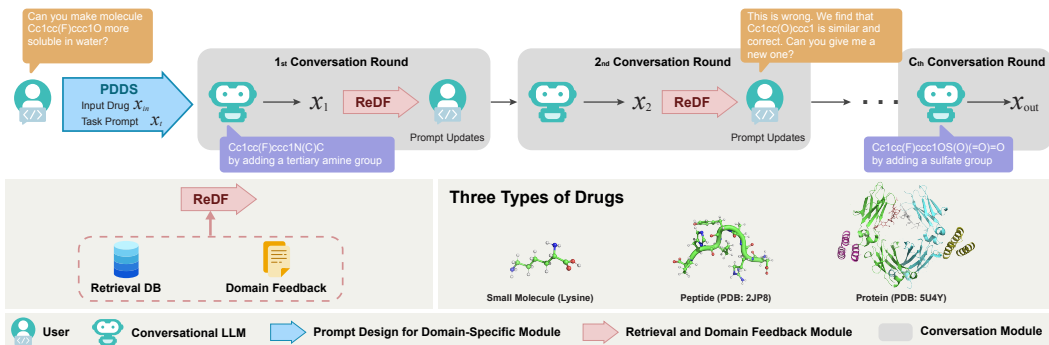 Can you make molecule
Cc1cc(F)ccc1O more
soluble in water?
PDDS
Input Drug x_in
Task Prompt x_t
1st Conversation Round
x_1
ReDF
Prompt Updates
Cc1cc(F)ccc1N(C)C
by adding a tertiary amine group
2nd Conversation Round
x_2
ReDF
Prompt Updates
This is wrong. We find that
Cc1cc(O)ccc1 is similar and
correct. Can you give me a
new one?
. . .
Cth Conversation Round
x_out
Cc1cc(F)ccc1OS(O)(=O)=O
by adding a sulfate group
ReDF
Retrieval DB
Domain Feedback
Three Types of Drugs
Small Molecule (Lysine)
Peptide (PDB: 2JP8)
Protein (PDB: 5U4Y)
User
Conversational LLM
Prompt Design for Domain-Specific Module
Retrieval and Domain Feedback Module
Conversation Module